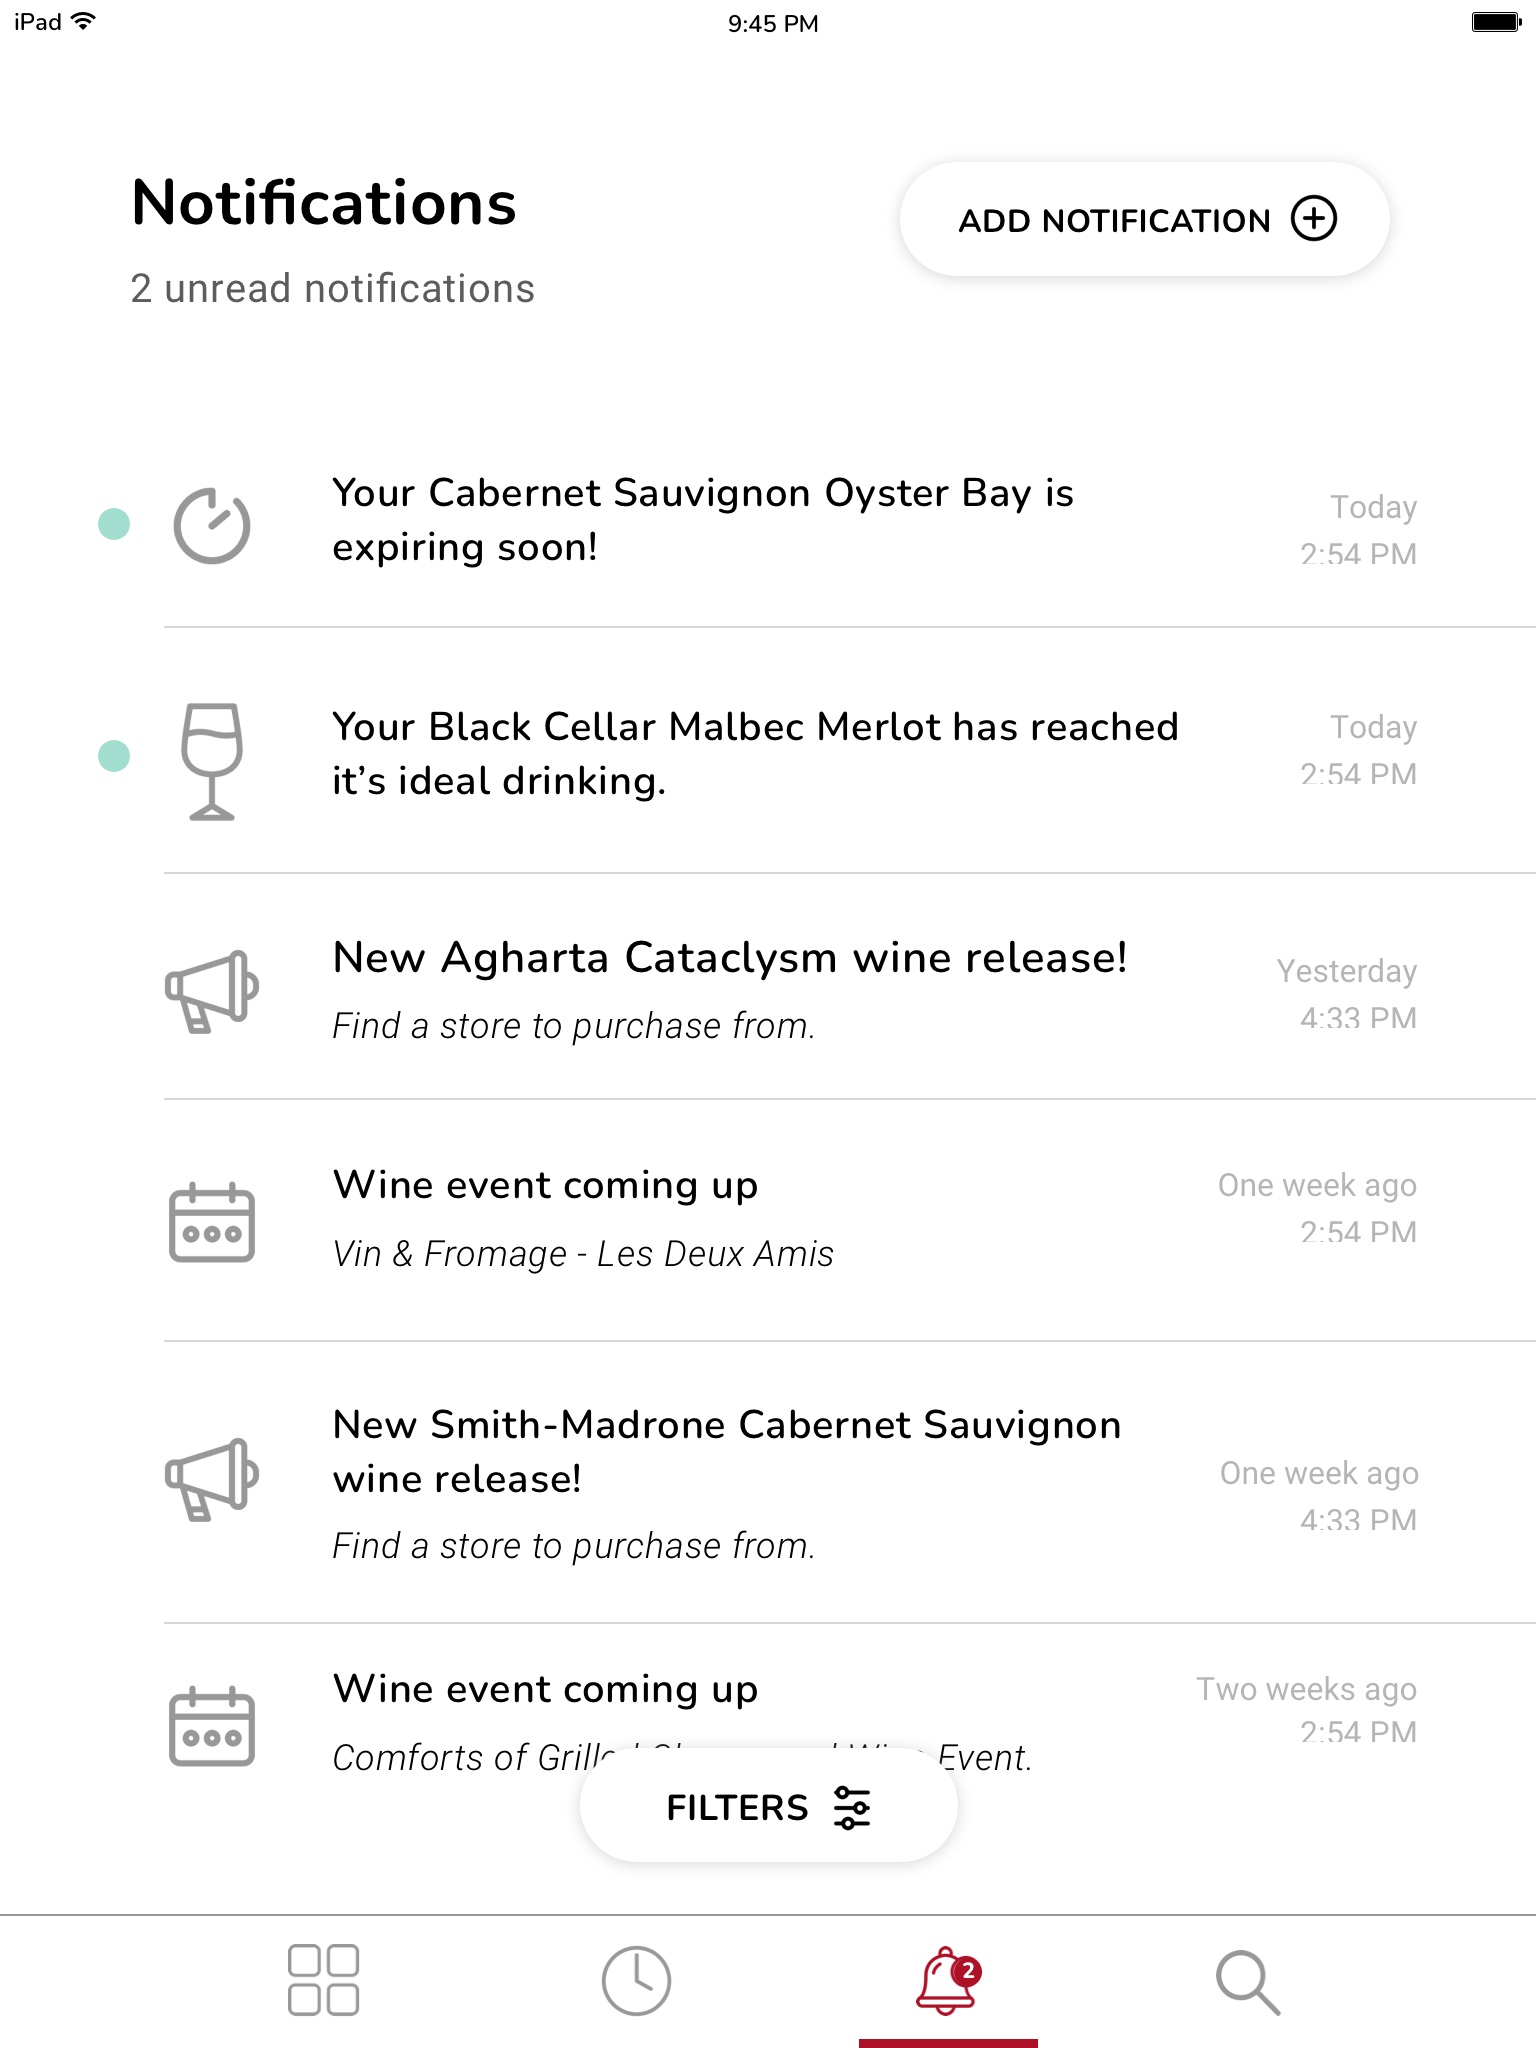 iPad
9:45 PM
Notifications
ADD NOTIFICATION
2 unread notifications
Your Cabernet Sauvignon Oyster Bay is
expiring soon!
Today
2:54 PM
Your Black Cellar Malbec Merlot has reached
it’s ideal drinking.
Today
2:54 PM
New Agharta Cataclysm wine release!
Find a store to purchase from.
Yesterday
4:33 PM
Wine event coming up
Vin & Fromage - Les Deux Amis
One week ago
2:54 PM
New Smith-Madrone Cabernet Sauvignon
wine release!
Find a store to purchase from.
One week ago
4:33 PM
Wine event coming up
Comforts of Event.
Two weeks ago
2:54 PM
FILTERS
2